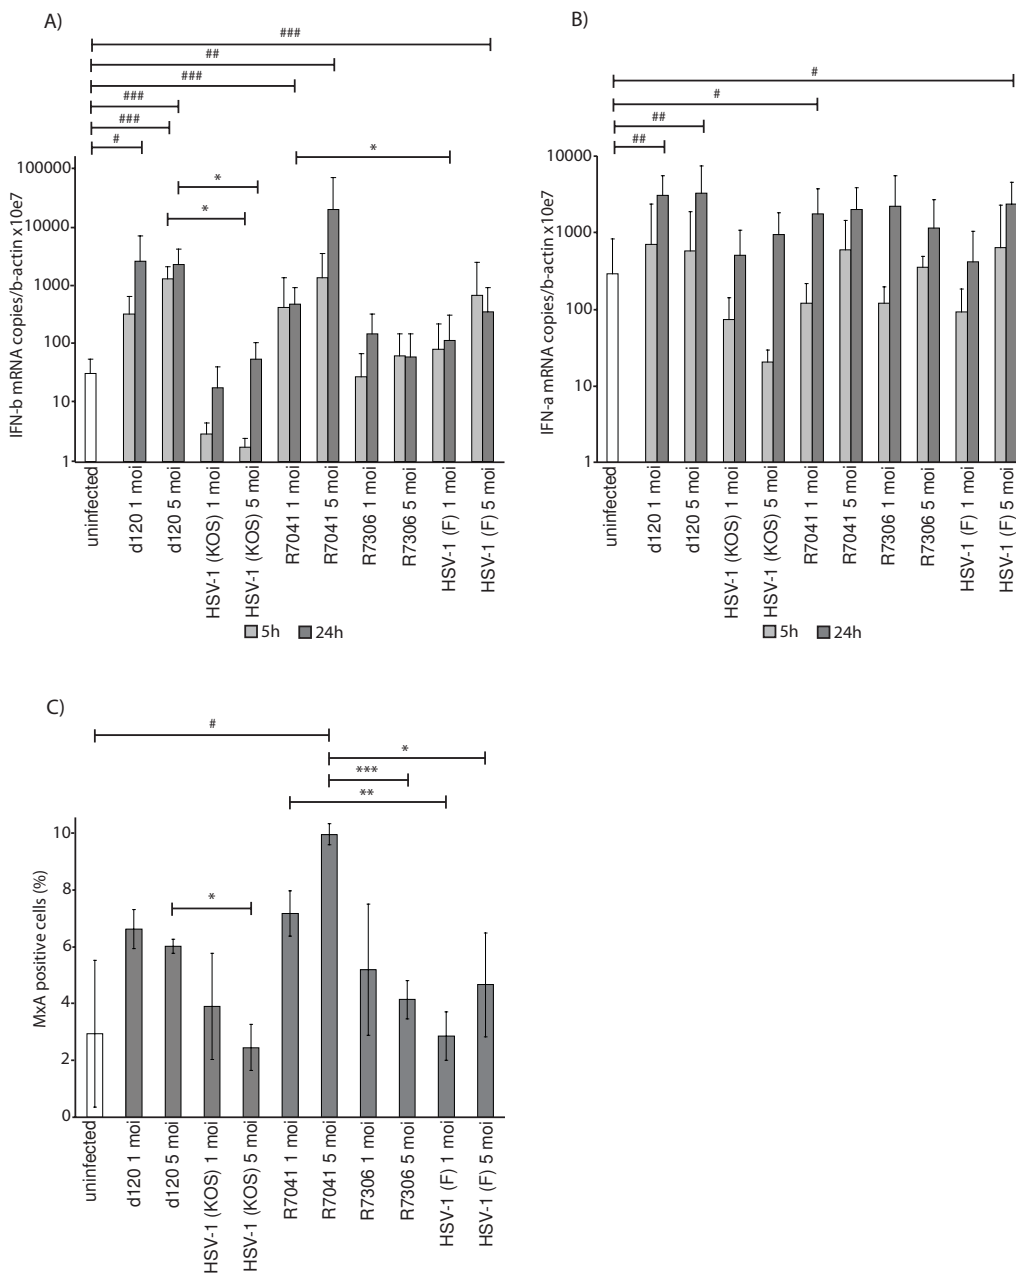 A)
###
##
###
###
###
#
*
*
*
IFN-b mRNA copies/b-actin x10e7
100000
10000
1000
100
10
1
uninfected
d120 1 moi
d120 5 moi
HSV-1 (KOS) 1 moi
HSV-1 (KOS) 5 moi
R7041 1 moi
R7041 5 moi
R7306 1 moi
R7306 5 moi
HSV-1 (F) 1 moi
HSV-1 (F) 5 moi
5h 24h
B)
#
#
##
##
IFN-a mRNA copies/b-actin x10e7
10000
1000
100
10
1
uninfected
d120 1 moi
d120 5 moi
HSV-1 (KOS) 1 moi
HSV-1 (KOS) 5 moi
R7041 1 moi
R7041 5 moi
R7306 1 moi
R7306 5 moi
HSV-1 (F) 1 moi
HSV-1 (F) 5 moi
5h 24h
C)
#
*
***
**
*
MxA positive cells (%)
10
8
6
4
2
0
uninfected
d120 1 moi
d120 5 moi
HSV-1 (KOS) 1 moi
HSV-1 (KOS) 5 moi
R7041 1 moi
R7041 5 moi
R7306 1 moi
R7306 5 moi
HSV-1 (F) 1 moi
HSV-1 (F) 5 moi